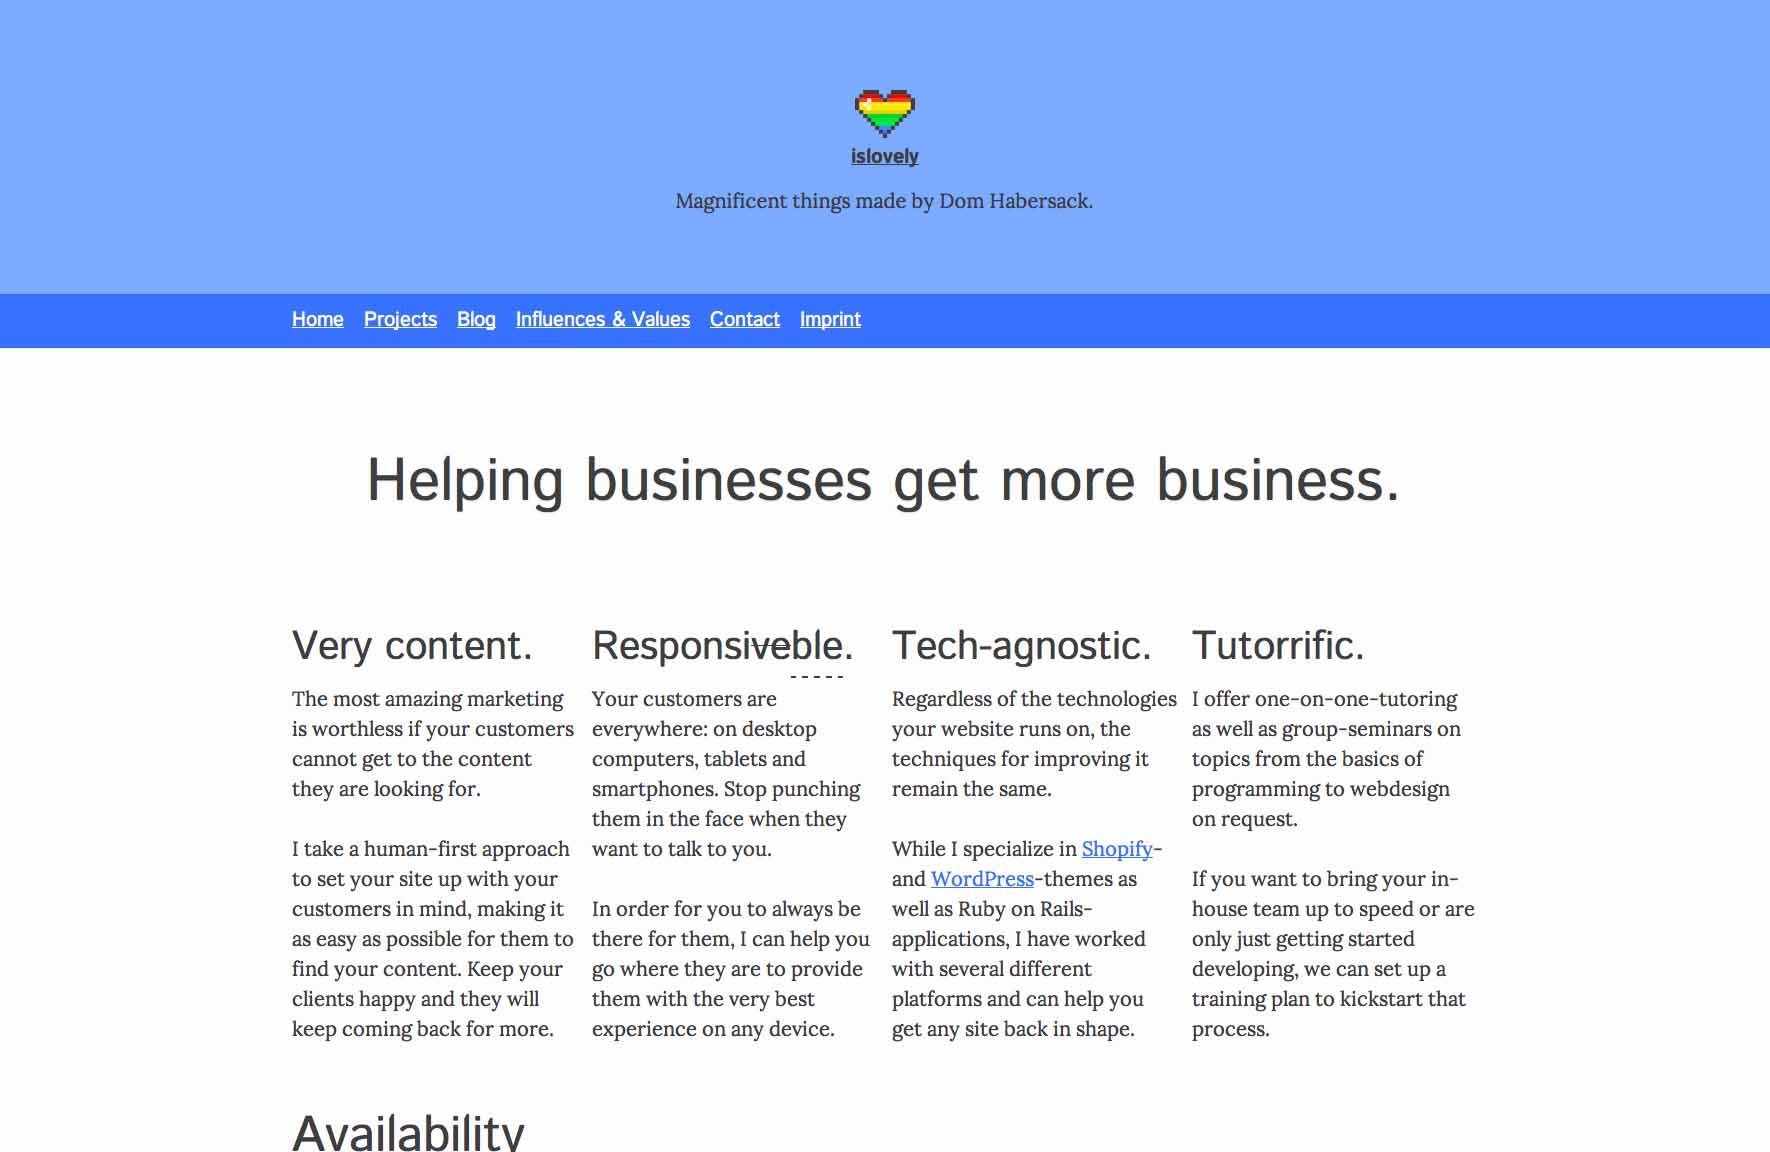 islovely
Magnificent things made by Dom Habersack.
Home Projects Blog Influences & Values Contact Imprint
Helping businesses get more business.
Very content.
The most amazing marketing
is worthless if your customers
cannot get to the content
they are looking for.
I take a human-first approach
to set your site up with your
customers in mind, making it
as easy as possible for them to
find your content. Keep your
clients happy and they will
keep coming back for more.
Responsiveble.
Your customers are
everywhere: on desktop
computers, tablets and
smartphones. Stop punching
them in the face when they
want to talk to you.
In order for you to always be
there for them, I can help you
go where they are to provide
them with the very best
experience on any device.
Tech-agnostic.
Regardless of the technologies
your website runs on, the
techniques for improving it
remain the same.
While I specialize in Shopify-
and WordPress-themes as
well as Ruby on Rails-
applications, I have worked
with several different
platforms and can help you
get any site back in shape.
Tutorrific.
I offer one-on-one-tutoring
as well as group-seminars on
topics from the basics of
programming to webdesign
on request.
If you want to bring your in-
house team up to speed or are
only just getting started
developing, we can set up a
training plan to kickstart that
process.
Availability